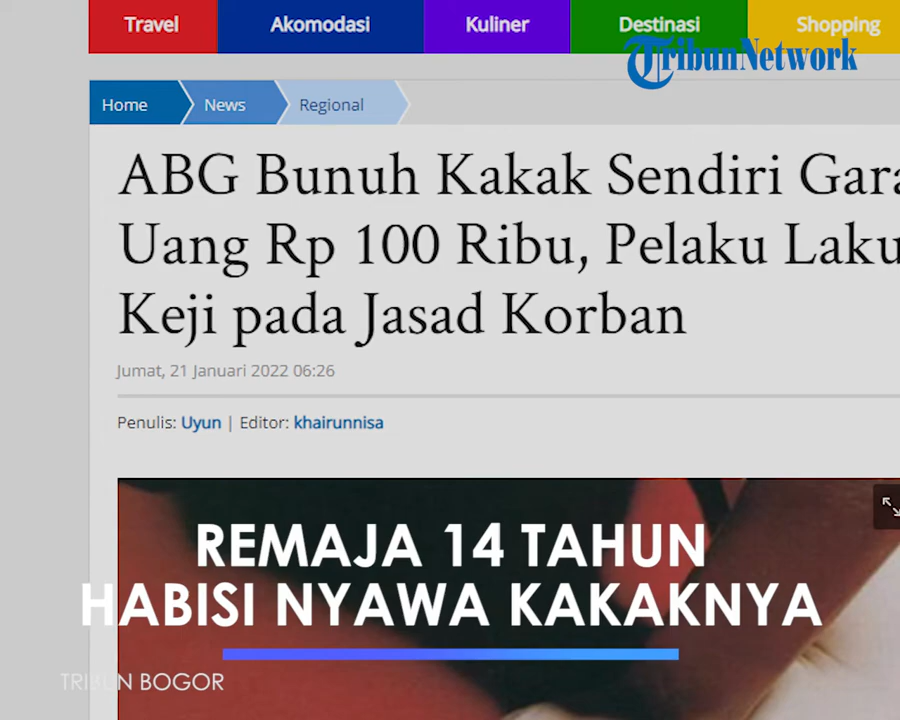 Travel Akomodasi Kuliner Destinasi Shopping
TribunNetwork
Home News Regional
ABG Bunuh Kakak Sendiri Gara
Uang Rp 100 Ribu, Pelaku Laku
Keji pada Jasad Korban
Jumat, 21 Januari 2022 06:26
Penulis: Uyun | Editor: khairunnisa
REMAJA 14 TAHUN
HABISI NYAWA KAKAKNYA
TRIBUN BOGOR